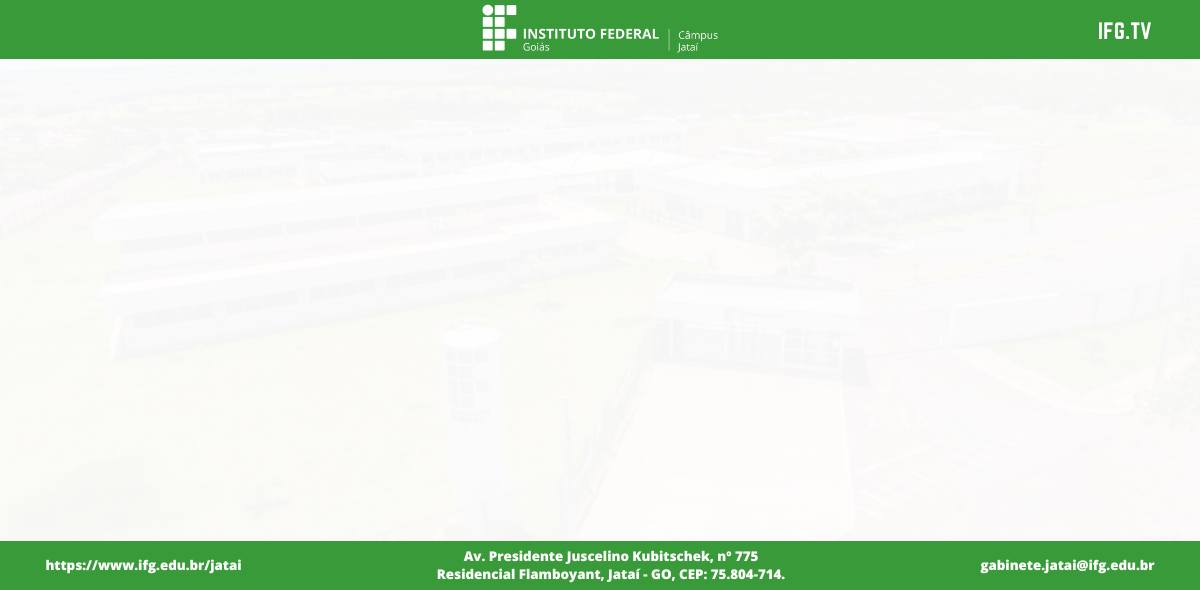 INSTITUTO FEDERAL
Goiás
Câmpus
Jataí
IFG.TV
https://www.ifg.edu.br/jatai
Av. Presidente Juscelino Kubitschek, nº 775
Residencial Flamboyant, Jataí - GO, CEP: 75.804-714.
gabinete.jatai@ifg.edu.br